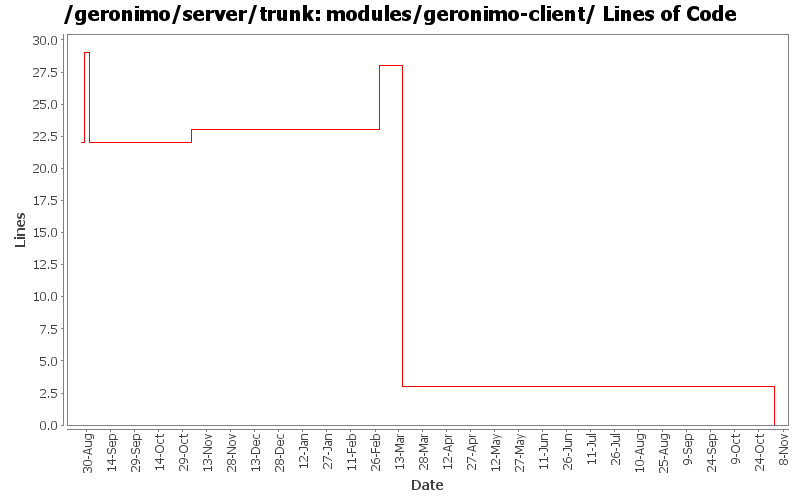 /geronimo/server/trunk: modules/geronimo-client/ Lines of Code
30.0
27.5
25.0
22.5
20.0
17.5
15.0
12.5
10.0
7.5
5.0
2.5
0.0
Lines
30-Aug
14-Sep
29-Sep
14-Oct
29-Oct
13-Nov
28-Nov
13-Dec
28-Dec
12-Jan
27-Jan
11-Feb
26-Feb
13-Mar
28-Mar
12-Apr
27-Apr
12-May
27-May
11-Jun
26-Jun
11-Jul
26-Jul
10-Aug
25-Aug
9-Sep
24-Sep
9-Oct
24-Oct
8-Nov
Date